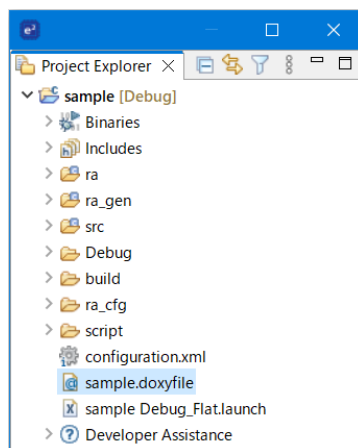 e²
Project Explorer
sample [Debug]
Binaries
Includes
ra
ra_gen
src
Debug
build
ra_cfg
script
configuration.xml
sample.doxyfile
sample Debug_Flat.launch
Developer Assistance